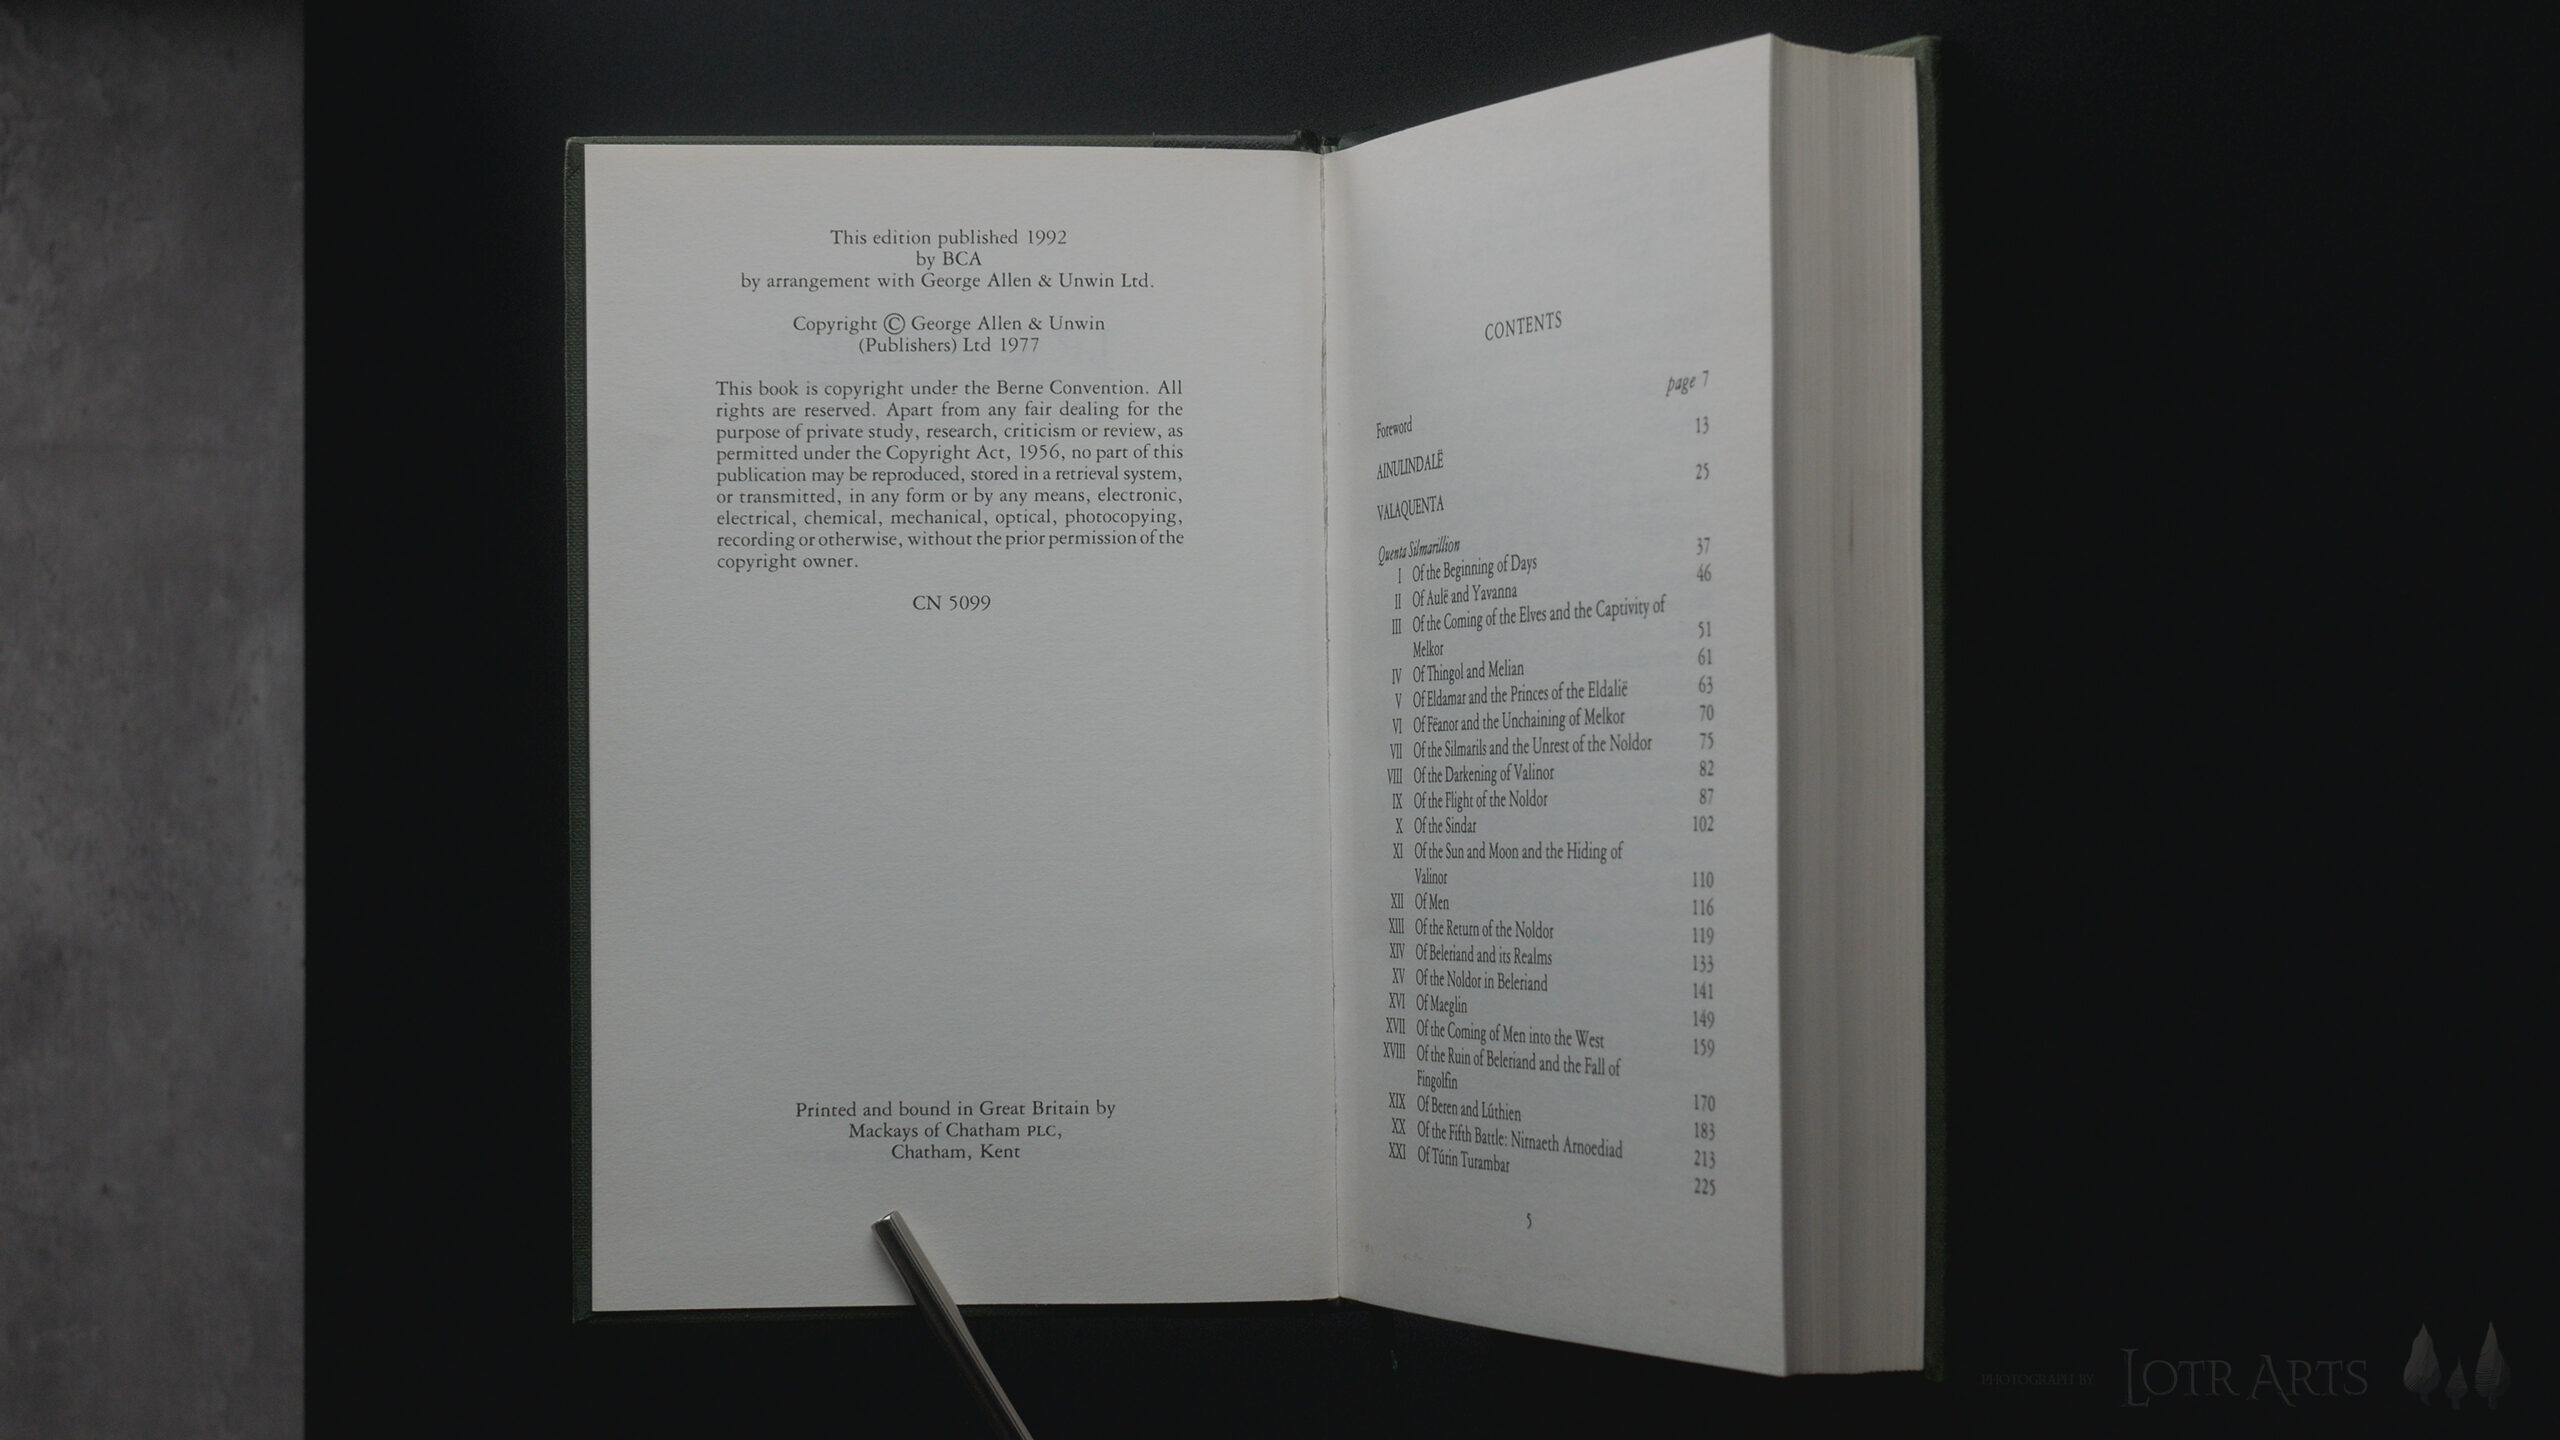 This edition published 1992
by BCA
by arrangement with George Allen & Unwin Ltd.
Copyright © George Allen & Unwin
(Publishers) Ltd 1977
This book is copyright under the Berne Convention. All
rights are reserved. Apart from any fair dealing for the
purpose of private study, research, criticism or review, as
permitted under the Copyright Act, 1956, no part of this
publication may be reproduced, stored in a retrieval system,
or transmitted, in any form or by any means, electronic,
electrical, chemical, mechanical, optical, photocopying,
recording or otherwise, without the prior permission of the
copyright owner.
CN 5099
Printed and bound in Great Britain by
Mackays of Chatham PLC,
Chatham, Kent
CONTENTS
Foreword page 7
AINULINDALË 13
VALAQUENTA 25
Quenta Silmarillion
I Of the Beginning of Days 37
II Of Aulë and Yavanna 46
III Of the Coming of the Elves and the Captivity of
Melkor 51
IV Of Thingol and Melian 61
V Of Eldamar and the Princes of the Eldalië 63
VI Of Fëanor and the Unchaining of Melkor 70
VII Of the Silmarils and the Unrest of the Noldor 75
VIII Of the Darkening of Valinor 82
IX Of the Flight of the Noldor 87
X Of the Sindar 102
XI Of the Sun and Moon and the Hiding of
Valinor 110
XII Of Men 116
XIII Of the Return of the Noldor 119
XIV Of Beleriand and its Realms 133
XV Of the Noldor in Beleriand 141
XVI Of Maeglin 149
XVII Of the Coming of Men into the West 159
XVIII Of the Ruin of Beleriand and the Fall of
Fingolfin 170
XIX Of Beren and Lúthien 183
XX Of the Fifth Battle: Nirnaeth Arnoediad 213
XXI Of Túrin Turambar 225
5
PHOTOGRAPH BY LOTR ARTS